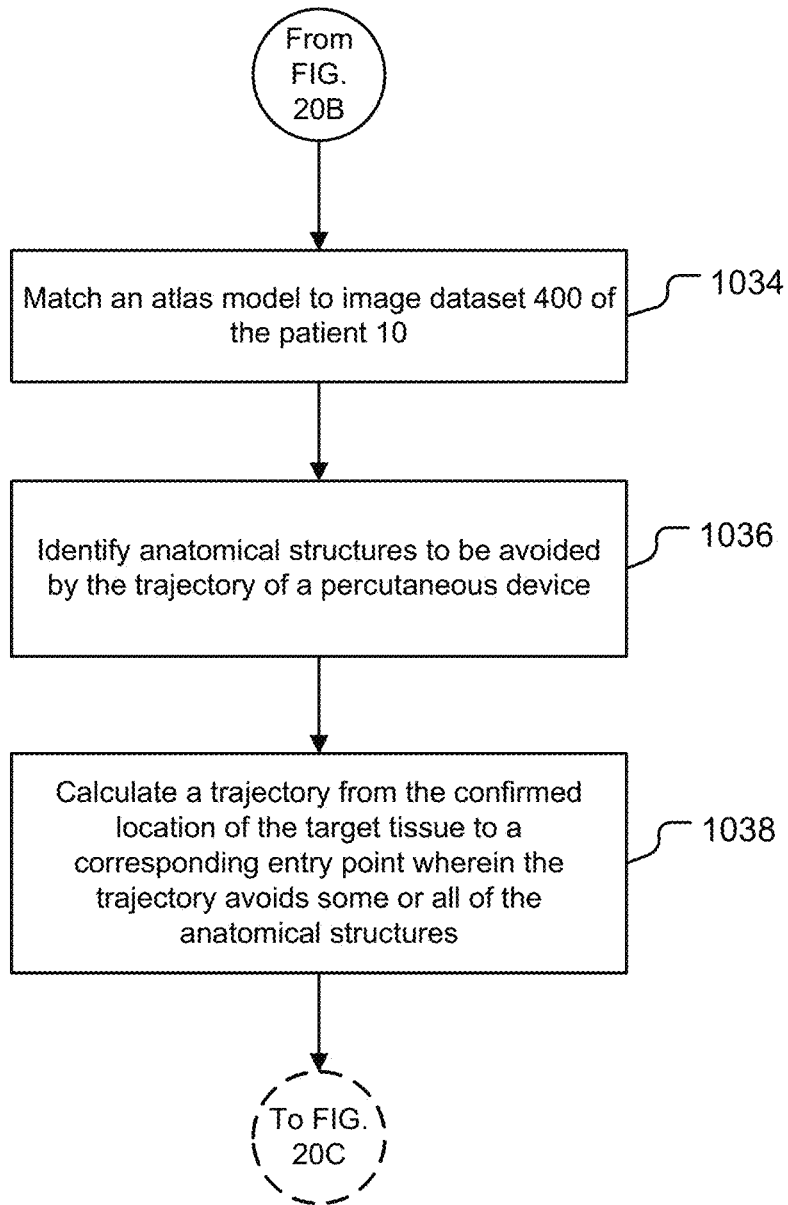 From
FIG.
20B
Match an atlas model to image dataset 400 of
the patient 10
1034
Identify anatomical structures to be avoided
by the trajectory of a percutaneous device
1036
Calculate a trajectory from the confirmed
location of the target tissue to a
corresponding entry point wherein the
trajectory avoids some or all of the
anatomical structures
1038
To FIG.
20C